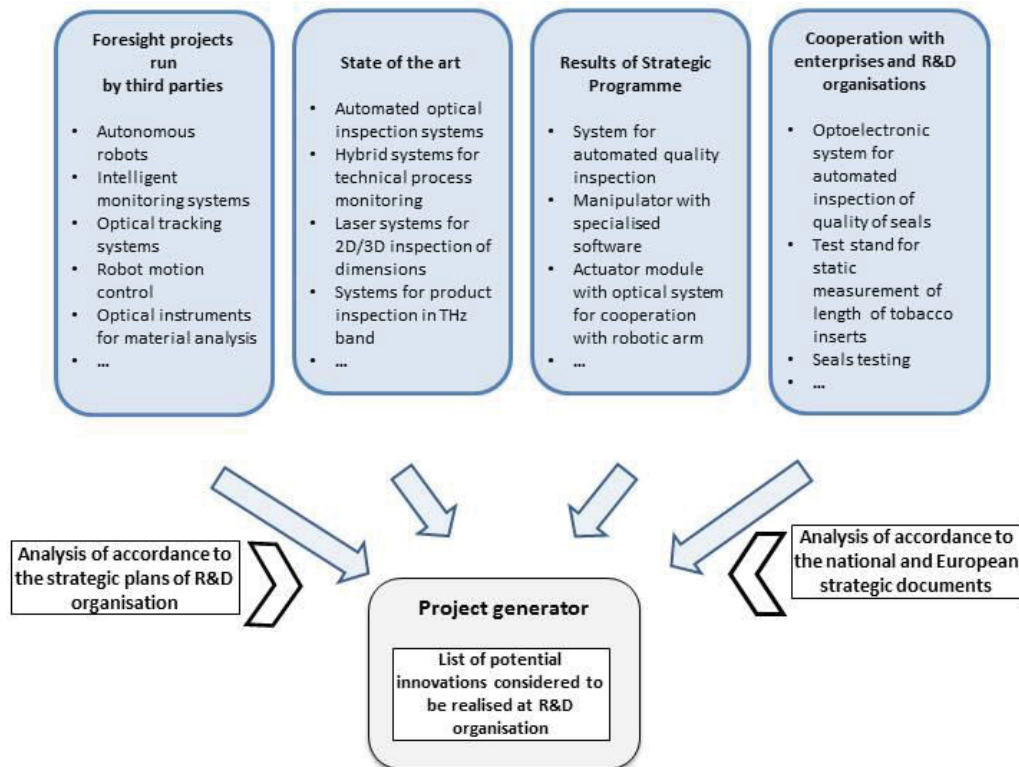 Foresight projects
run
by third parties
• Autonomous
robots
• Intelligent
monitoring systems
• Optical tracking
systems
• Robot motion
control
• Optical instruments
for material analysis
• ...
State of the art
• Automated optical
inspection systems
• Hybrid systems for
technical process
monitoring
• Laser systems for
2D/3D inspection of
dimensions
• Systems for product
inspection in THz
band
• ...
Results of Strategic
Programme
• System for
automated quality
inspection
• Manipulator with
specialised
software
• Actuator module
with optical system
for cooperation
with robotic arm
• ...
Cooperation with
enterprises and R&D
organisations
• Optoelectronic
system for
automated
inspection of
quality of seals
• Test stand for
static
measurement of
length of tobacco
inserts
• Seals testing
• ...
Analysis of accordance to
the strategic plans of R&D
organisation
Analysis of accordance to
the national and European
strategic documents
Project generator
List of potential
innovations considered to
be realised at R&D
organisation